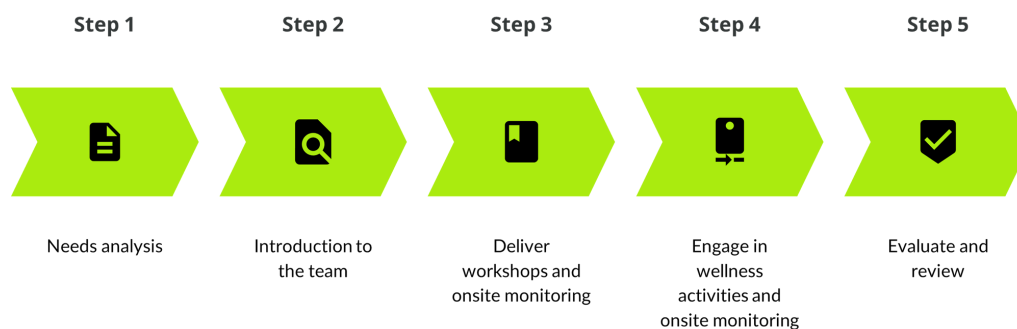 Step 1
Step 2
Step 3
Step 4
Step 5
Needs analysis
Introduction to
the team
Deliver
workshops and
onsite monitoring
Engage in
wellness
activities and
onsite monitoring
Evaluate and
review